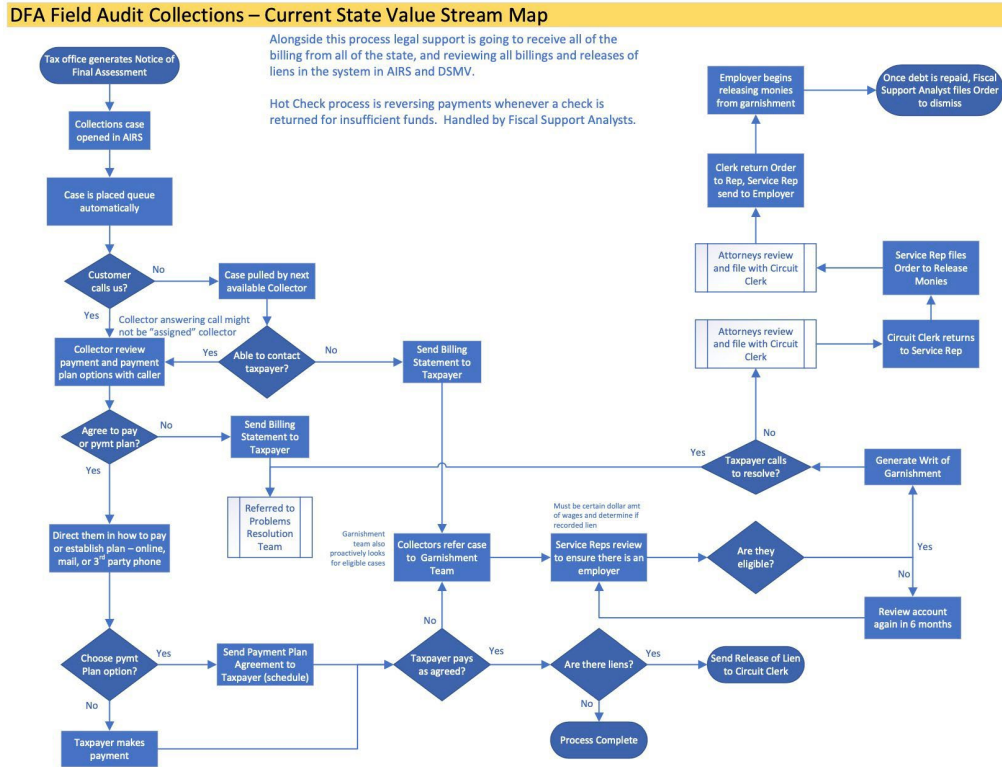 DFA Field Audit Collections – Current State Value Stream Map
Alongside this process legal support is going to receive all of the
billing from all of the state, and reviewing all billings and releases of
liens in the system in AIRS and DSMV.
Hot Check process is reversing payments whenever a check is
returned for insufficient funds.  Handled by Fiscal Support Analysts.
Tax office generates Notice of
Final Assessment
Collections case
opened in AIRS
Case is placed queue
automatically
Customer
calls us?
No
Case pulled by next
available Collector
Yes
Collector answering call might
not be "assigned" collector
Collector review
payment and payment
plan options with caller
Yes
Able to contact
taxpayer?
No
Send Billing
Statement to
Taxpayer
Agree to pay
or pymt plan?
No
Send Billing
Statement to
Taxpayer
Yes
Referred to
Problems
Resolution
Team
Direct them in how to pay
or establish plan – online,
mail, or 3rd party phone
Choose pymt
Plan option?
Yes
Send Payment Plan
Agreement to
Taxpayer (schedule)
No
Taxpayer makes
payment
Taxpayer pays
as agreed?
No
Yes
Garnishment
team also
proactively looks
for eligible cases
Collectors refer case
to Garnishment
Team
Must be certain dollar amt
of wages and determine if
recorded lien
Service Reps review
to ensure there is an
employer
Are they
eligible?
Yes
No
Review account
again in 6 months
Generate Writ of
Garnishment
Taxpayer calls
to resolve?
Yes
No
Attorneys review
and file with Circuit
Clerk
Circuit Clerk returns
to Service Rep
Service Rep files
Order to Release
Monies
Attorneys review
and file with Circuit
Clerk
Clerk return Order
to Rep, Service Rep
send to Employer
Employer begins
releasing monies
from garnishment
Once debt is repaid, Fiscal
Support Analyst files Order
to dismiss
Are there liens?
Yes
Send Release of Lien
to Circuit Clerk
No
Process Complete